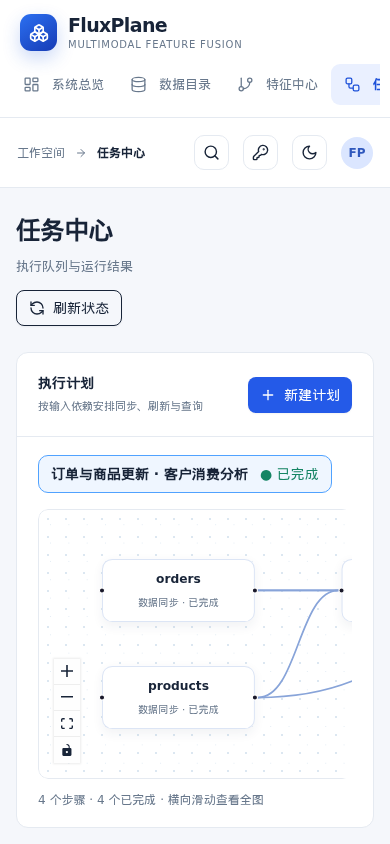 FluxPlane
MULTIMODAL FEATURE FUSION
系统总览 数据目录 特征中心
工作空间 → 任务中心 FP
任务中心
执行队列与运行结果
刷新状态
执行计划
按输入依赖安排同步、刷新与查询
新建计划
订单与商品更新 · 客户消费分析 ● 已完成
orders
数据同步 · 已完成
products
数据同步 · 已完成
4 个步骤 · 4 个已完成 · 横向滑动查看全图